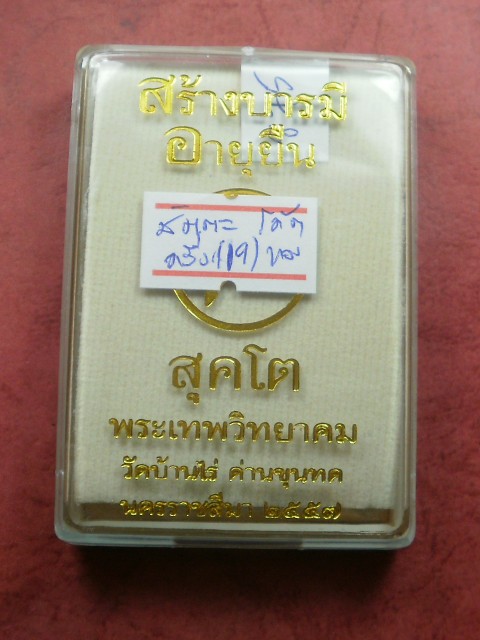 สร้างบารมี
อายุยืน
(19)
สุคโต
พระเทพวิทยาคม
วัดบ้านไร่ ด่านขุนทด
นครราชสีมา ๒๕๕๗